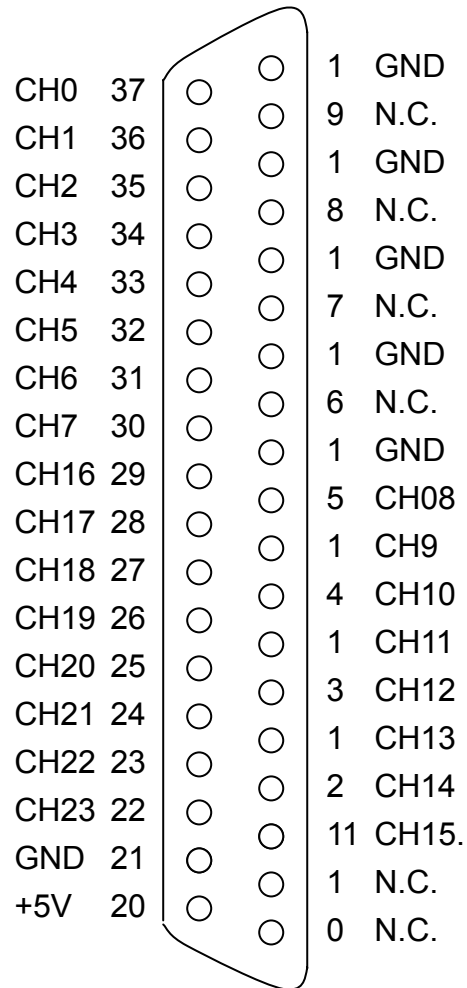 1 GND
CH0 37
9 N.C.
CH1 36
1 GND
CH2 35
8 N.C.
CH3 34
1 GND
CH4 33
7 N.C.
CH5 32
1 GND
CH6 31
6 N.C.
CH7 30
1 GND
CH16 29
5 CH08
CH17 28
1 CH9
CH18 27
4 CH10
CH19 26
1 CH11
CH20 25
3 CH12
CH21 24
1 CH13
CH22 23
2 CH14
CH23 22
11 CH15.
GND 21
1 N.C.
+5V 20
0 N.C.